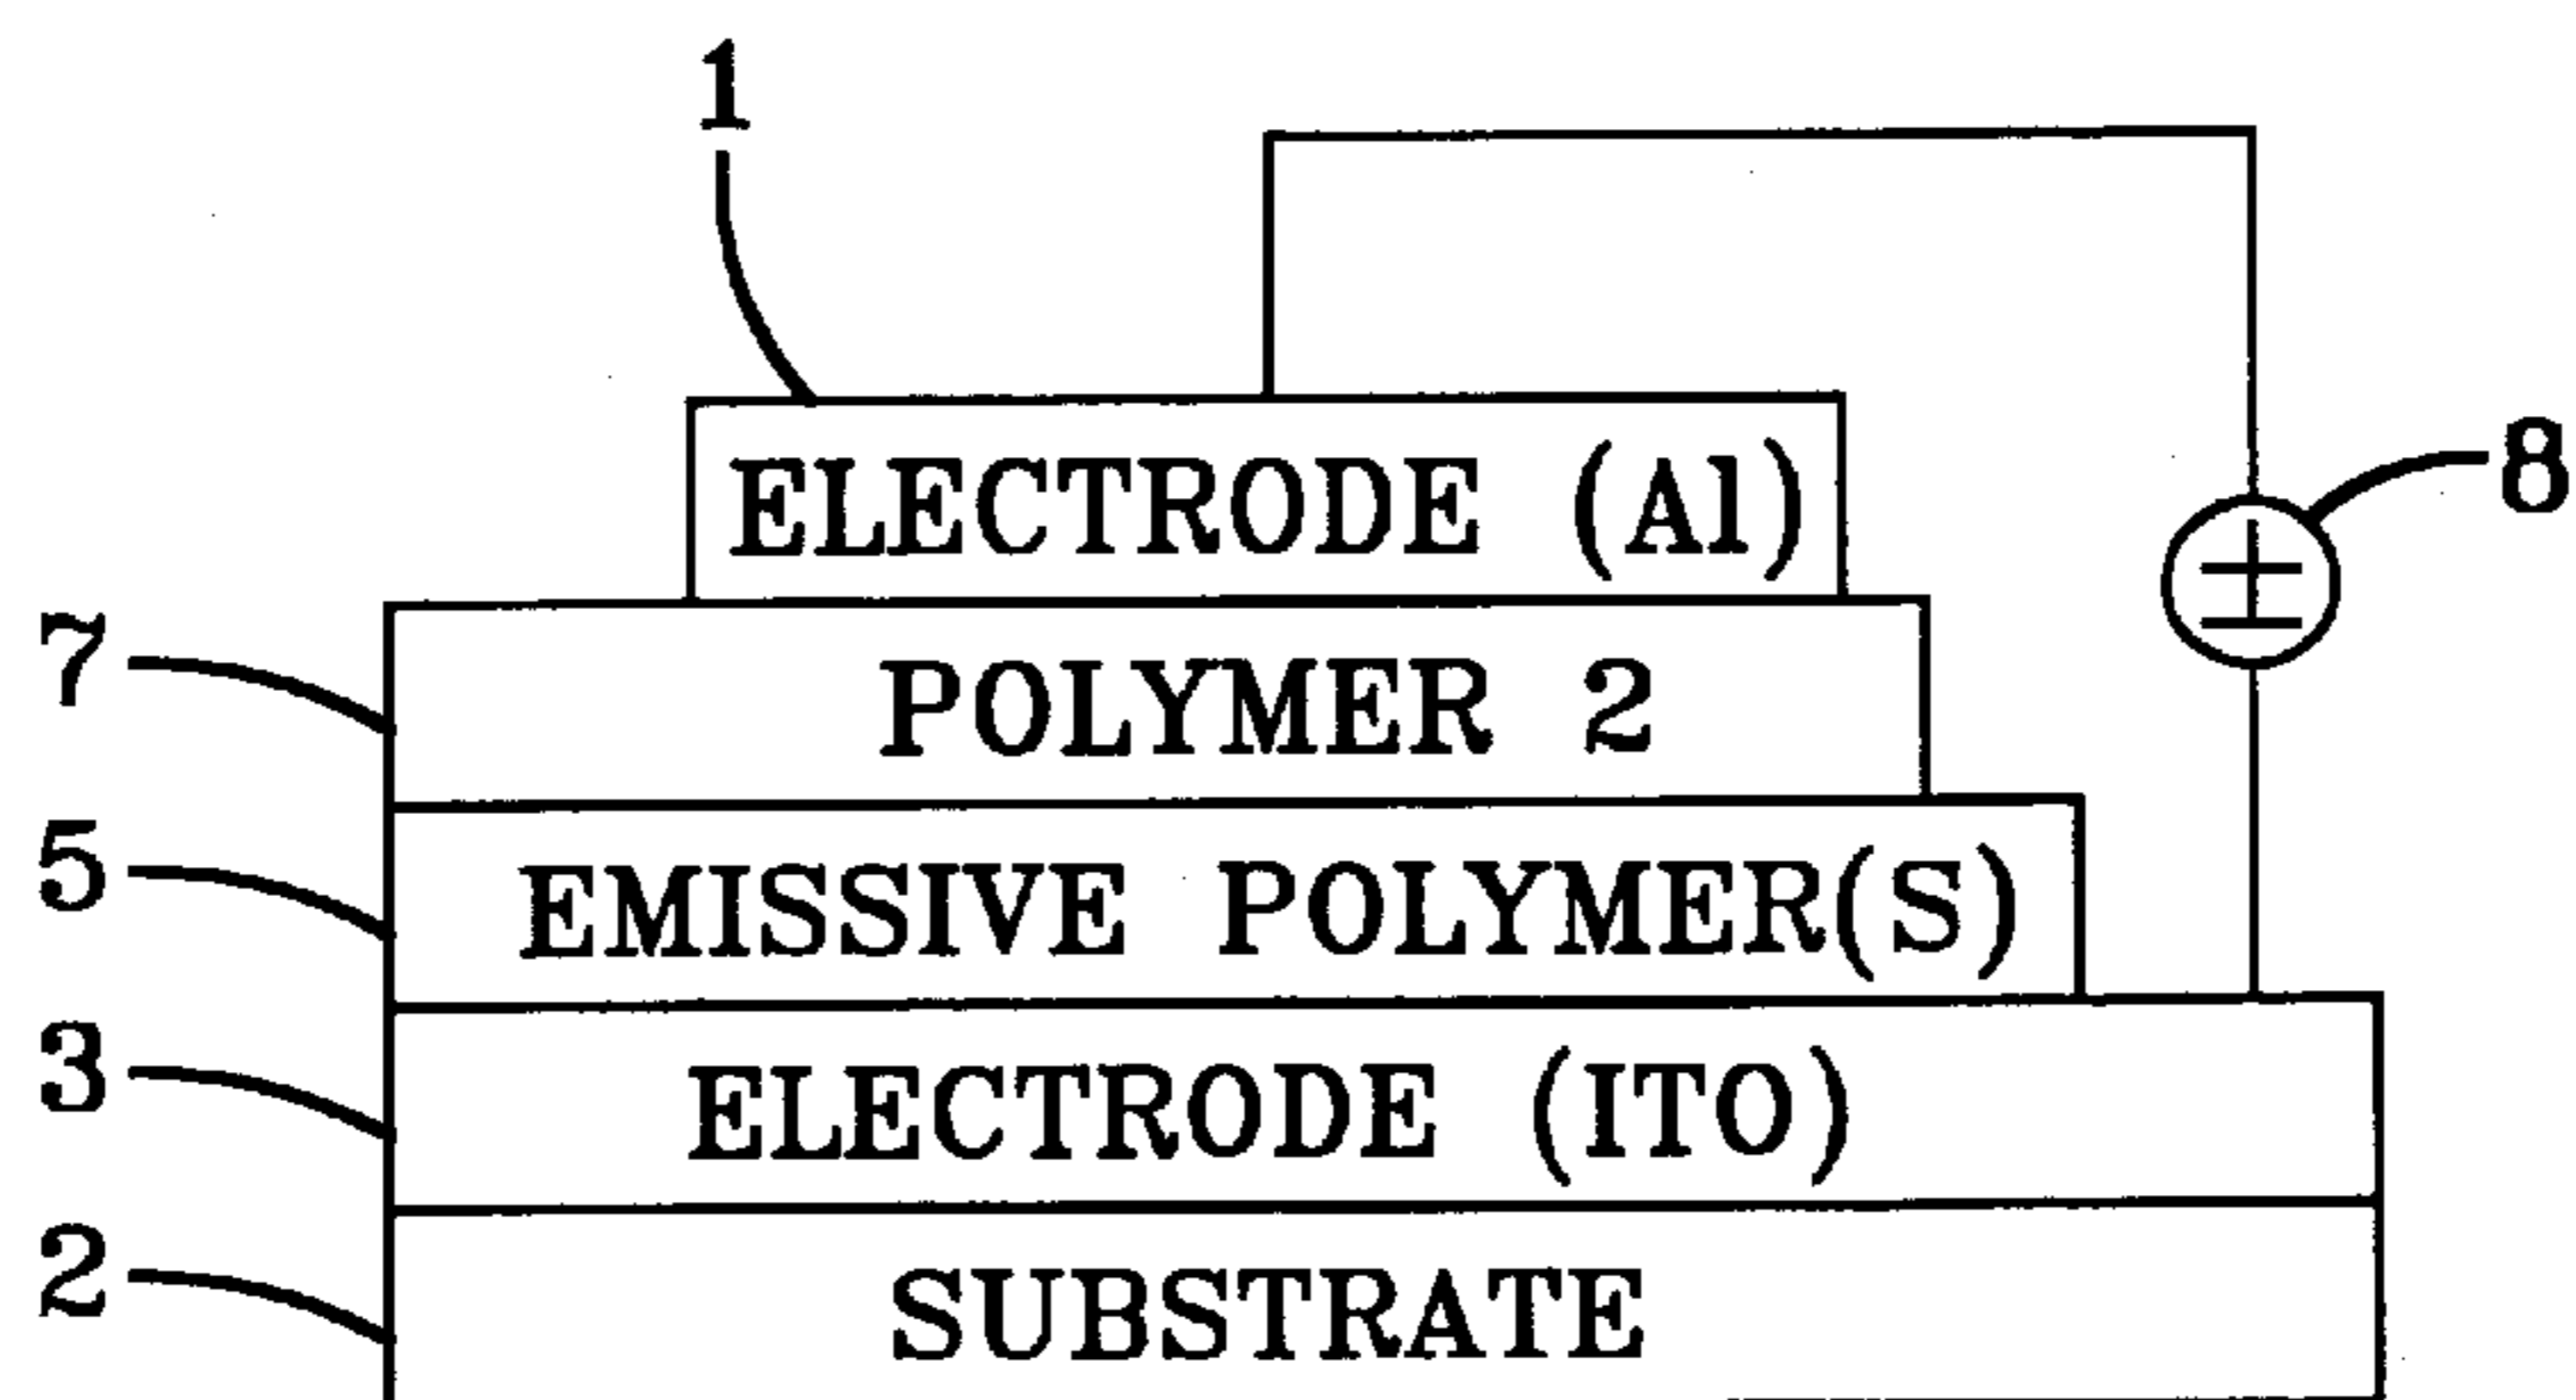 1
ELECTRODE (Al)
8
7
POLYMER 2
5
EMISSIVE POLYMER(S)
3
ELECTRODE (ITO)
2
SUBSTRATE